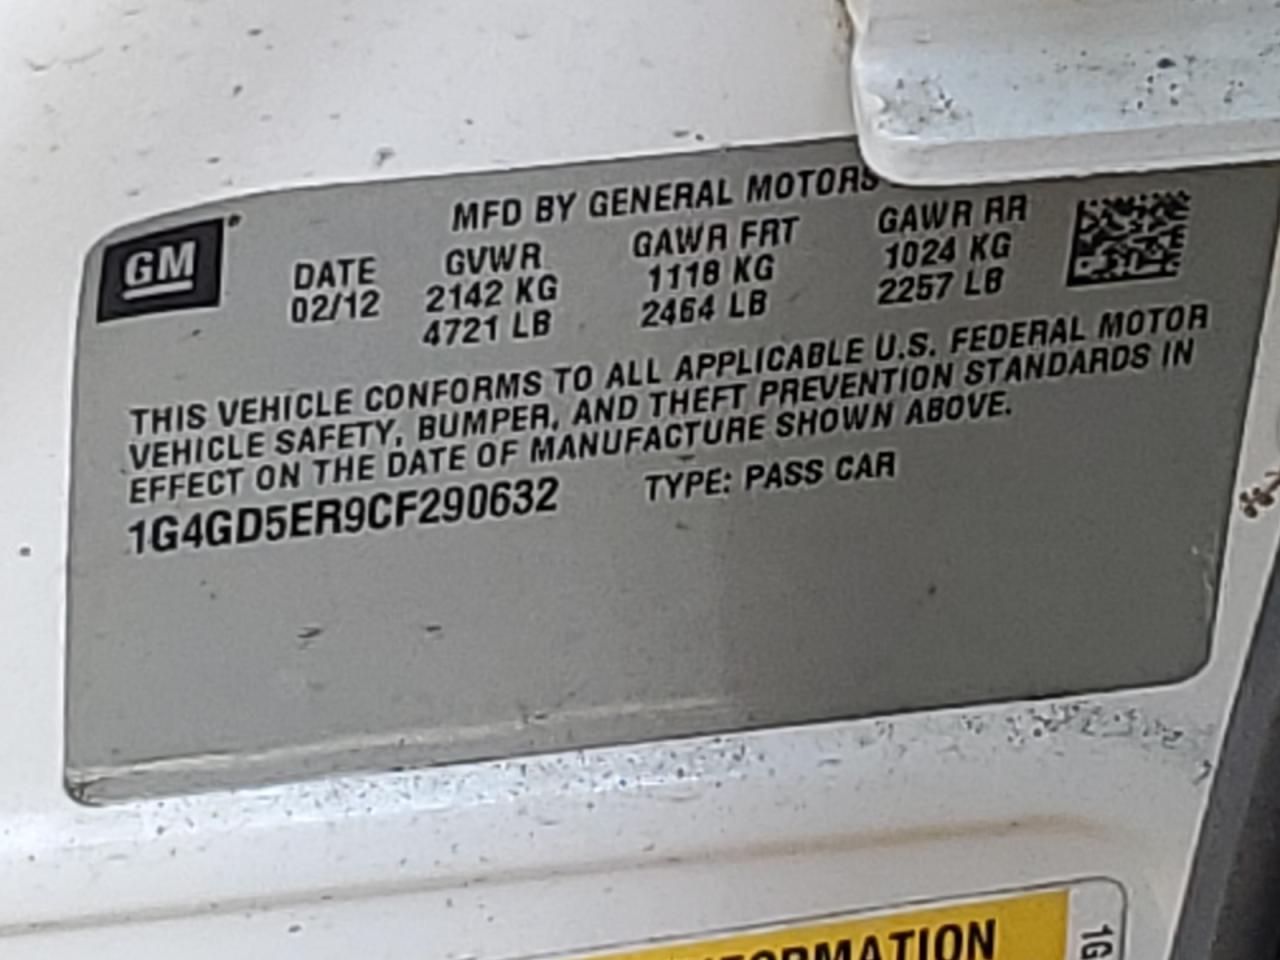 MFD BY GENERAL MOTORS
GM
DATE GVWR GAWR FRT GAWR RR
02/12 2142 KG 1118 KG 1024 KG
4721 LB 2464 LB 2257 LB
THIS VEHICLE CONFORMS TO ALL APPLICABLE U.S. FEDERAL MOTOR
VEHICLE SAFETY, BUMPER, AND THEFT PREVENTION STANDARDS IN
EFFECT ON THE DATE OF MANUFACTURE SHOWN ABOVE.
1G4GD5ER9CF290632 TYPE: PASS CAR
1G